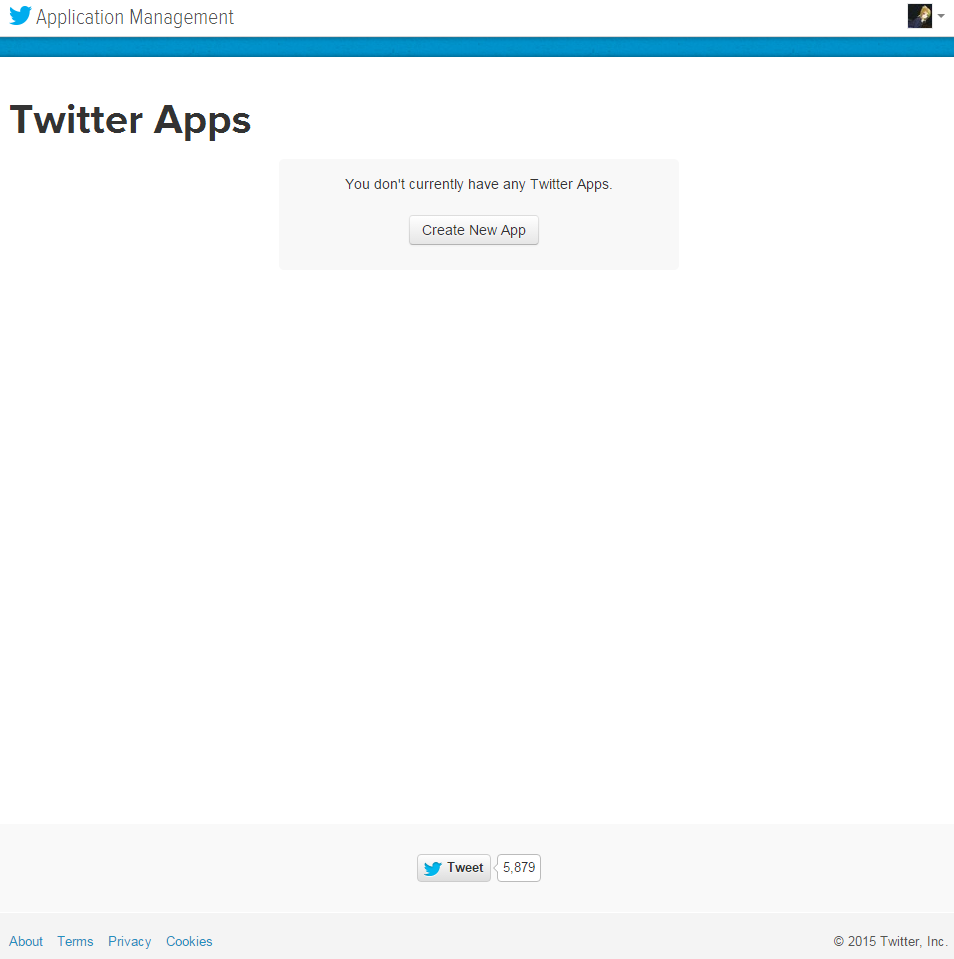 Application Management
Twitter Apps
You don't currently have any Twitter Apps.
Create New App
Tweet 5,879
About Terms Privacy Cookies © 2015 Twitter, Inc.